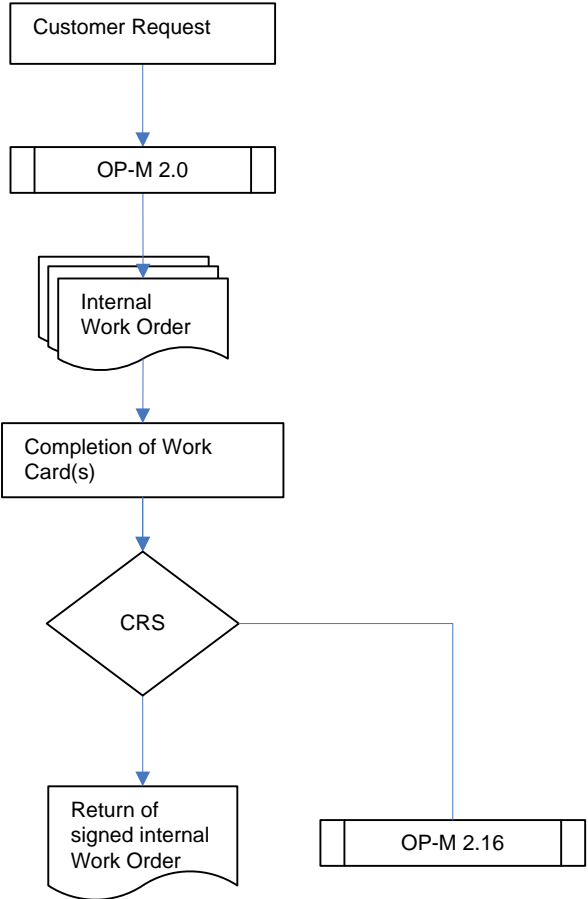 Customer Request
OP-M 2.0
Internal
Work Order
Completion of Work
Card(s)
CRS
Return of
signed internal
Work Order
OP-M 2.16